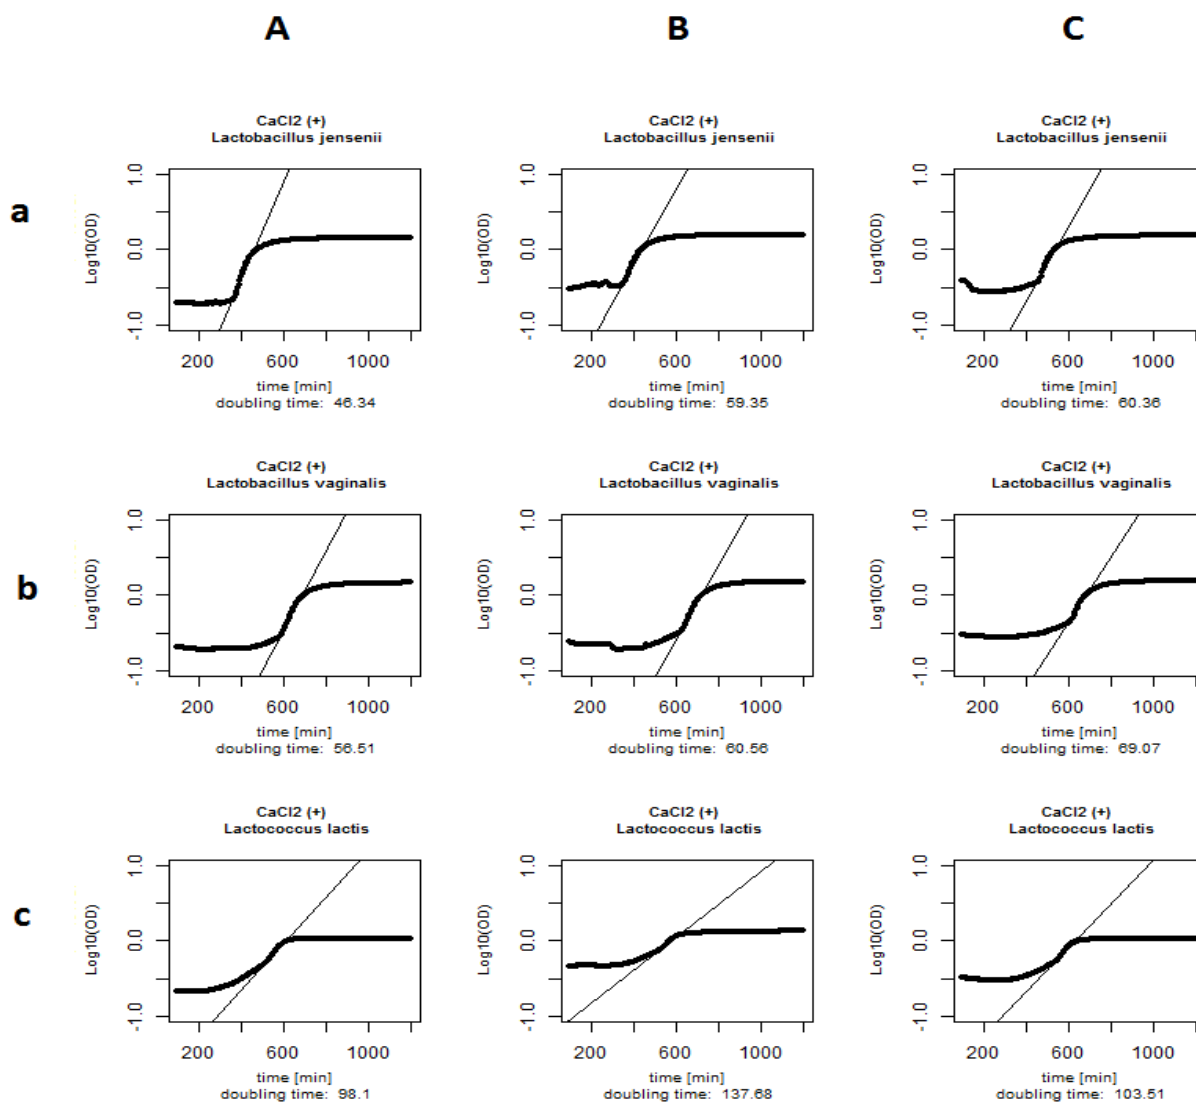 A B C
a
CaCl2 (+)
Lactobacillus jensenii
Log10(OD)
1.0
0.0
-1.0
200 600 1000
time [min]
doubling time: 46.34
CaCl2 (+)
Lactobacillus jensenii
Log10(OD)
1.0
0.0
-1.0
200 600 1000
time [min]
doubling time: 59.35
CaCl2 (+)
Lactobacillus jensenii
Log10(OD)
1.0
0.0
-1.0
200 600 1000
time [min]
doubling time: 60.36
b
CaCl2 (+)
Lactobacillus vaginalis
Log10(OD)
1.0
0.0
-1.0
200 600 1000
time [min]
doubling time: 56.51
CaCl2 (+)
Lactobacillus vaginalis
Log10(OD)
1.0
0.0
-1.0
200 600 1000
time [min]
doubling time: 60.56
CaCl2 (+)
Lactobacillus vaginalis
Log10(OD)
1.0
0.0
-1.0
200 600 1000
time [min]
doubling time: 69.07
c
CaCl2 (+)
Lactococcus lactis
Log10(OD)
1.0
0.0
-1.0
200 600 1000
time [min]
doubling time: 98.1
CaCl2 (+)
Lactococcus lactis
Log10(OD)
1.0
0.0
-1.0
200 600 1000
time [min]
doubling time: 137.68
CaCl2 (+)
Lactococcus lactis
Log10(OD)
1.0
0.0
-1.0
200 600 1000
time [min]
doubling time: 103.51